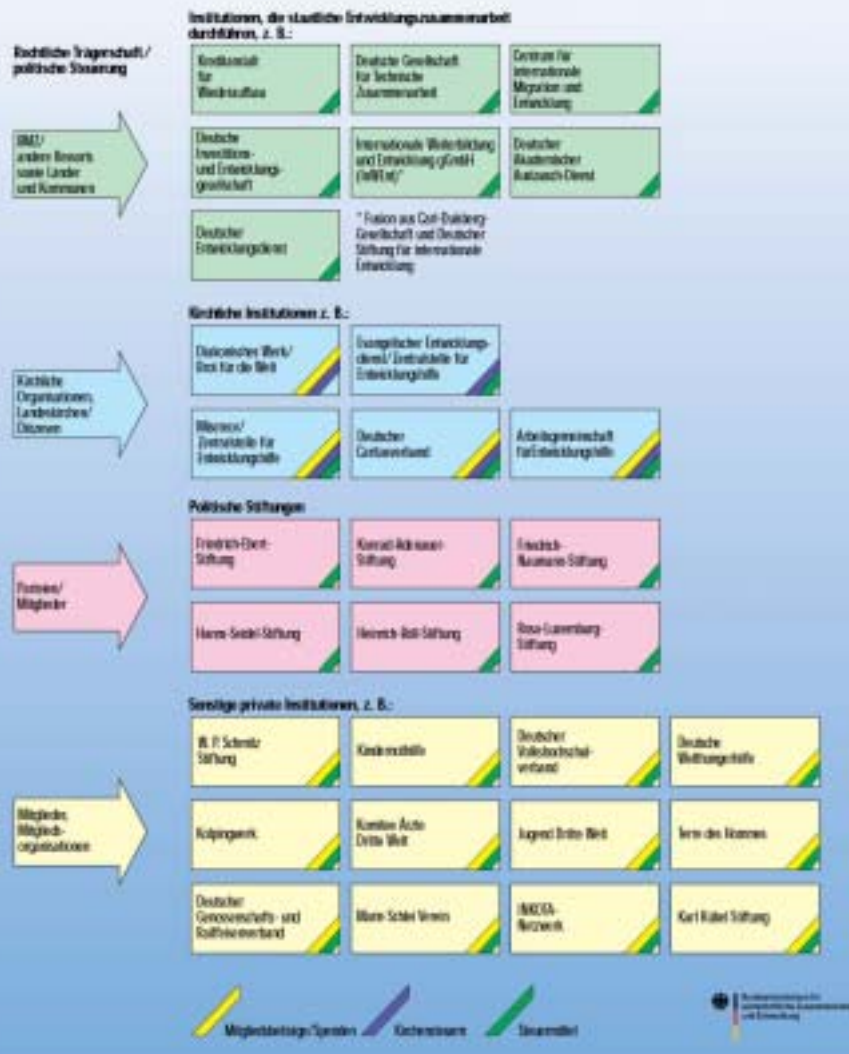 Institutionen, die staatliche Entwicklungszusammenarbeit
durchführen, z. B.:
Rechtliche Trägerschaft/
politische Steuerung
BMZ/
andere Ressorts
sowie Länder
und Kommunen
Kreditanstalt
für
Wiederaufbau
Deutsche Gesellschaft
für Technische
Zusammenarbeit
Centrum für
internationale
Migration und
Entwicklung
Deutsche
Investitions-
und Entwicklungs-
gesellschaft
Internationale Weiterbildung
und Entwicklung gGmbH
(InWEnt)*
Deutscher
Akademischer
Austausch-Dienst
Deutscher
Entwicklungsdienst
* Fusion aus Carl-Duisberg-
Gesellschaft und Deutscher
Stiftung für internationale
Entwicklung
Kirchliche Institutionen z. B.:
Kirchliche
Organisationen,
Landeskirchen/
Diözesen
Diakonisches Werk/
Brot für die Welt
Evangelischer Entwicklungs-
dienst/Zentralstelle für
Entwicklungshilfe
Misereor/
Zentralstelle für
Entwicklungshilfe
Deutscher
Caritasverband
Arbeitsgemeinschaft
für Entwicklungshilfe
Politische Stiftungen
Parteien/
Mitglieder
Friedrich-Ebert-
Stiftung
Konrad-Adenauer-
Stiftung
Friedrich-
Naumann-Stiftung
Hanns-Seidel-Stiftung
Heinrich-Böll-Stiftung
Rosa-Luxemburg-
Stiftung
Sonstige private Institutionen, z. B.:
Mitglieder,
Mitglieds-
organisationen
W. P. Schmitz
Stiftung
Kindernothilfe
Deutscher
Volkshochschul-
verband
Deutsche
Welthungerhilfe
Kolpingwerk
Komitee Ärzte
Dritte Welt
Jugend Dritte Welt
Terre des Hommes
Deutscher
Genossenschafts- und
Raiffeisenverband
Marie-Schlei Verein
INKOTA-
Netzwerk
Karl Kübel Stiftung
Mitgliedsbeiträge/Spenden
Kirchensteuern
Steuermittel
Bundesministerium für
wirtschaftliche Zusammenarbeit
und Entwicklung